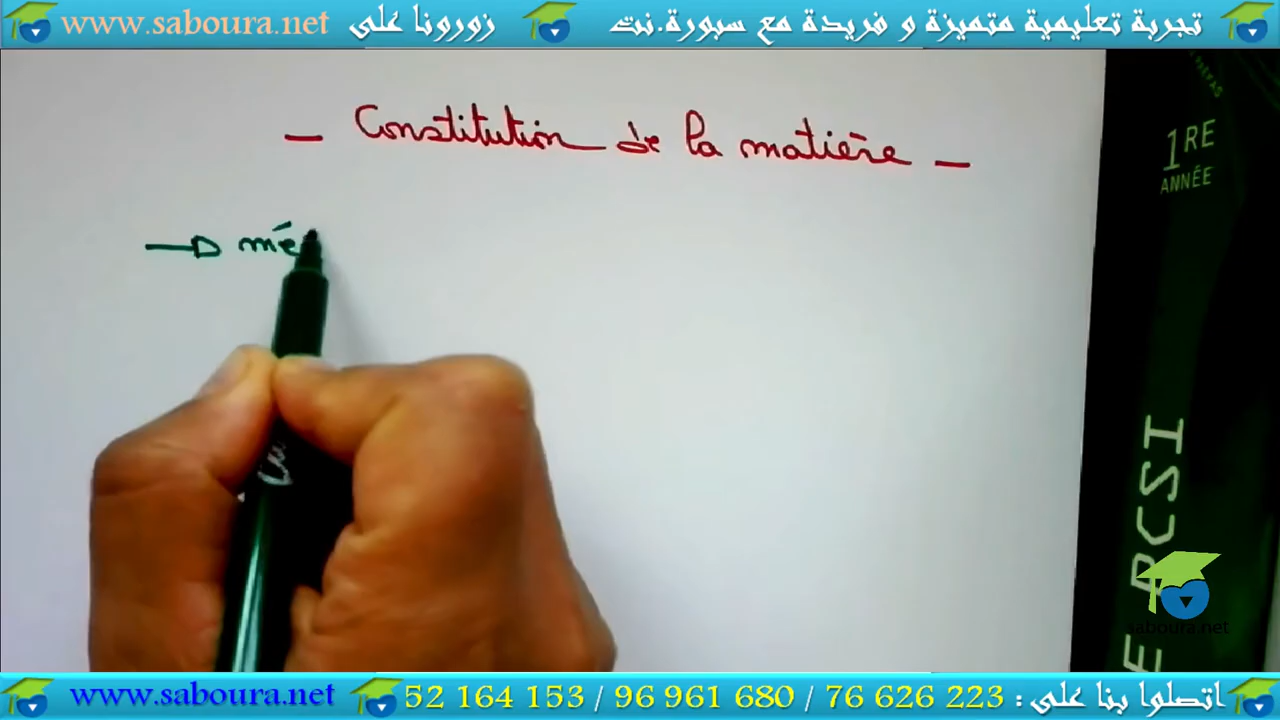 www.saboura.net تجربة تعليمية متميزة و فريدة مع سبورة.نت زورونا على
- Constitution de la matière -
mé
1RE
ANNÉE
PCSI
saboura.net
www.saboura.net اتصلوا بنا على : 52 164 153 / 96 961 680 / 76 626 223